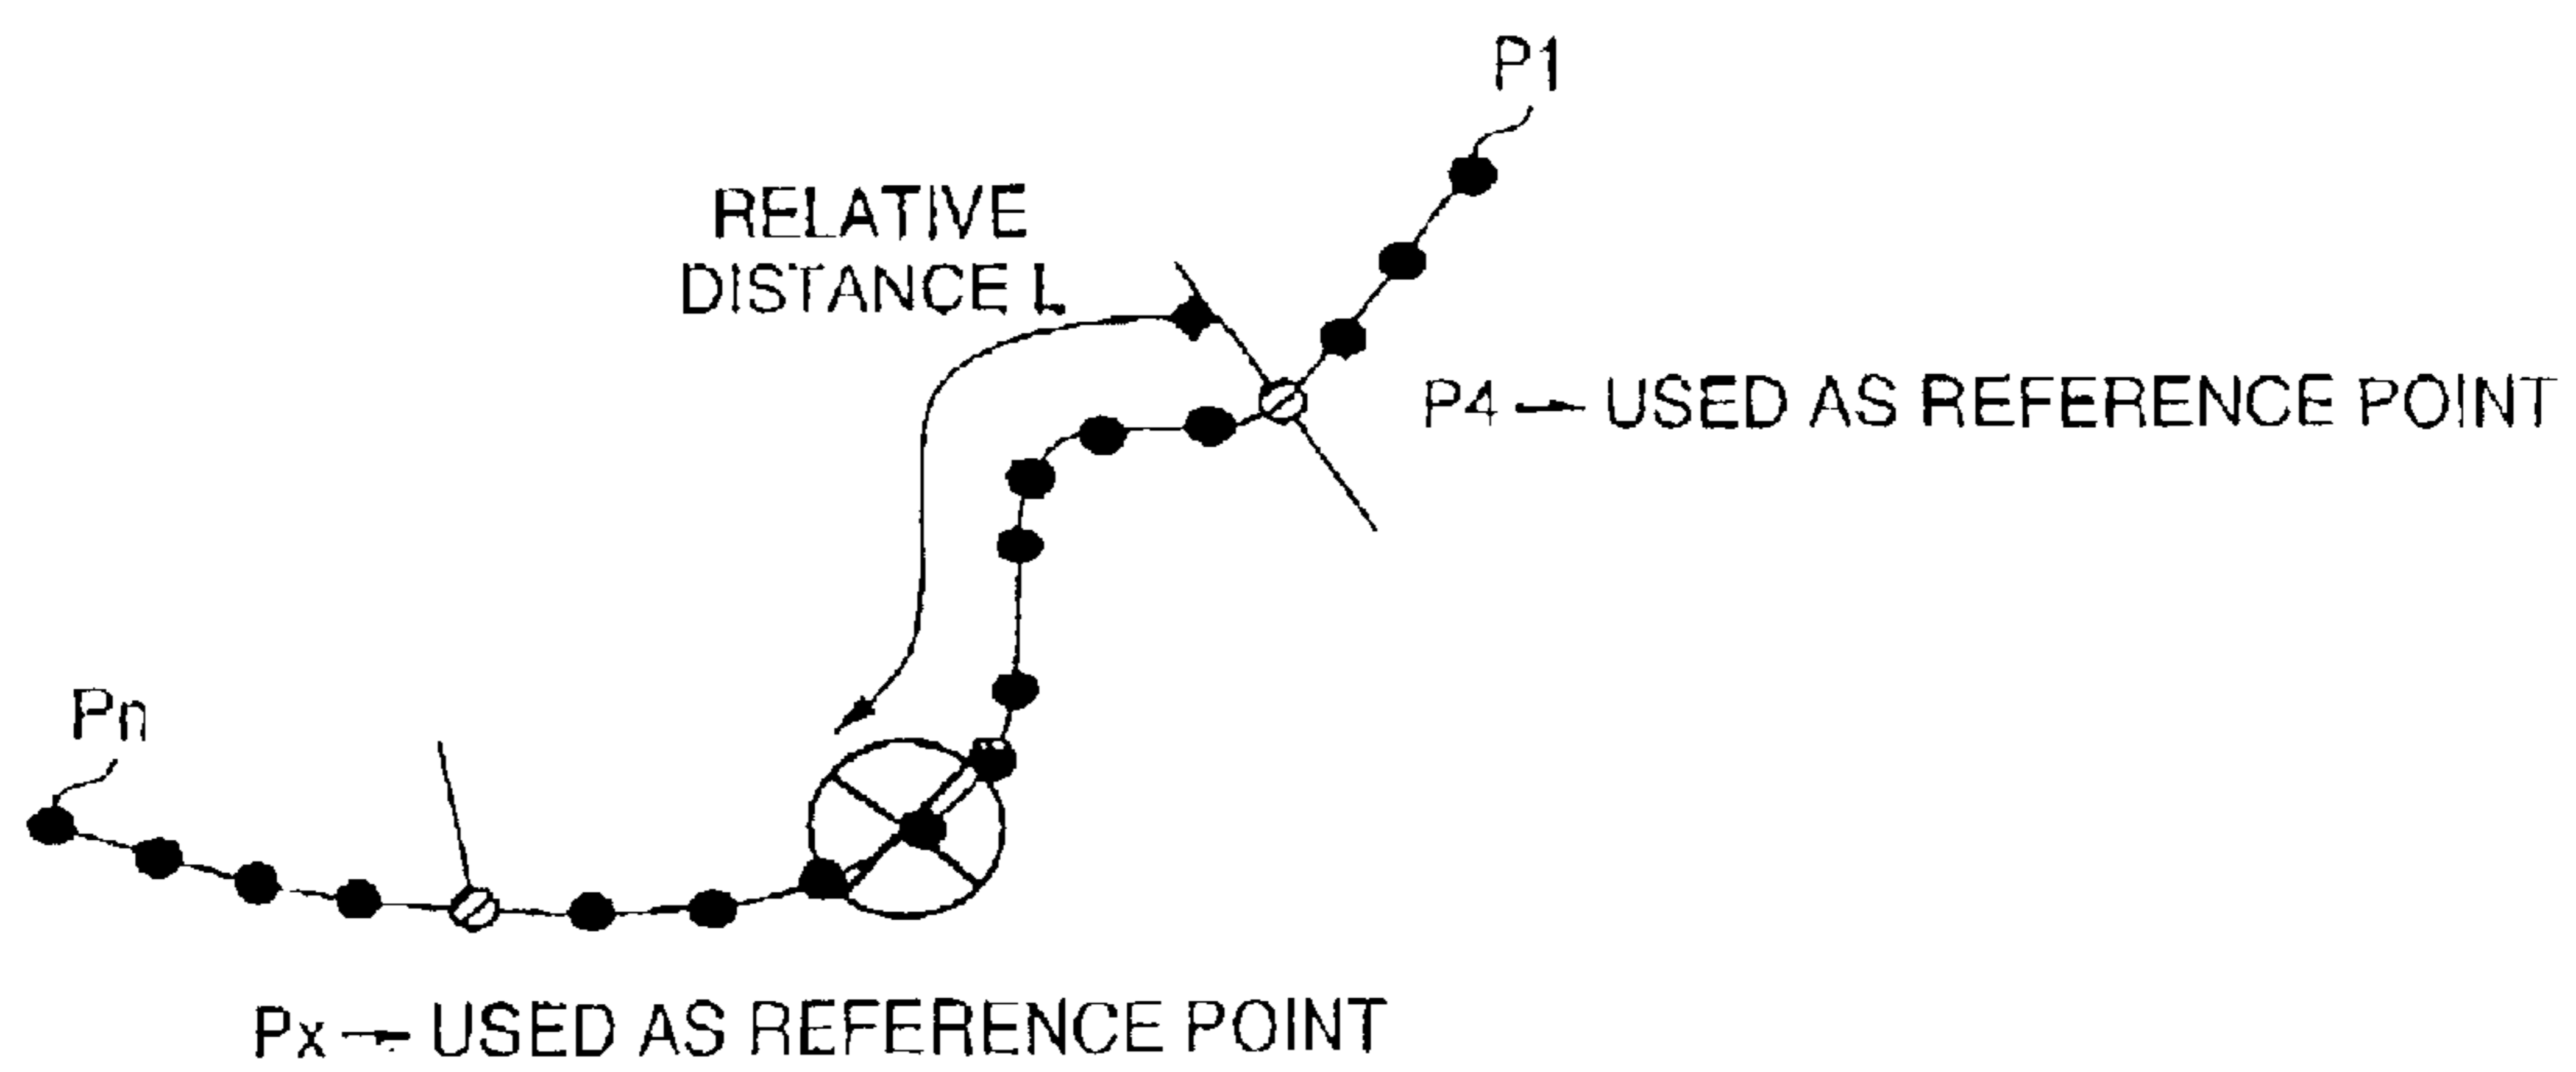 P1
RELATIVE
DISTANCE L
P4 → USED AS REFERENCE POINT
Pn
Px → USED AS REFERENCE POINT